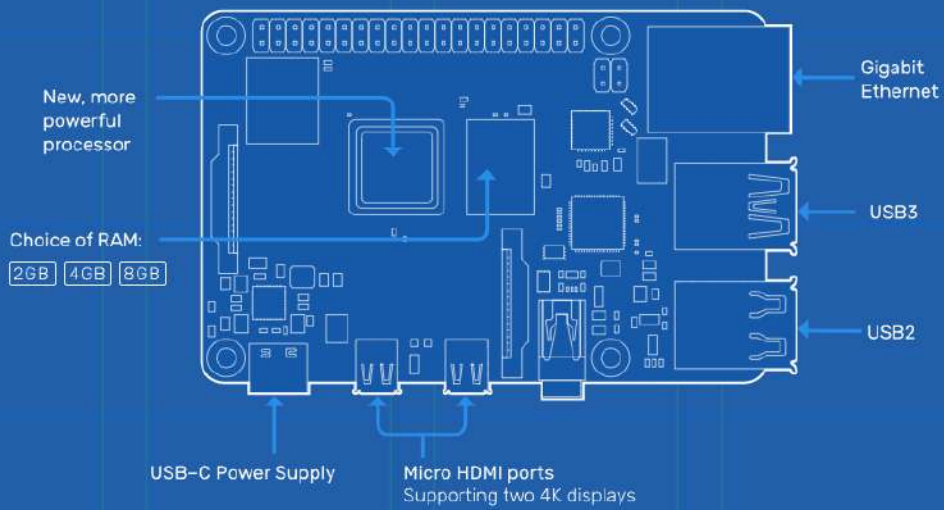 Gigabit
Ethernet
New, more
powerful
processor
USB3
Choice of RAM:
2GB 4GB 8GB
USB2
USB-C Power Supply
Micro HDMI ports
Supporting two 4K displays